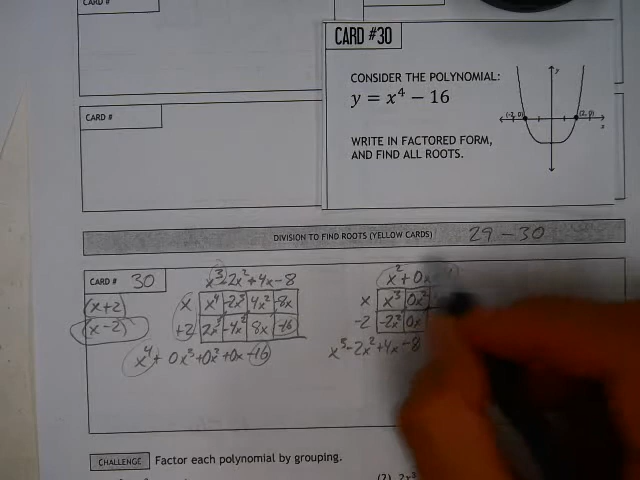 CARD #
CARD #30
CONSIDER THE POLYNOMIAL:
y = x⁴ − 16
WRITE IN FACTORED FORM,
AND FIND ALL ROOTS.
y
(-2, 0)
(2, 0)
x
CARD #
DIVISION TO FIND ROOTS (YELLOW CARDS) 29 - 30
CARD # 30
(x+2)
(x-2)
x³-2x²+4x-8
x x⁴ -2x³ 4x² -8x
+2 2x³ -4x² 8x -16
x⁴ + 0x³ + 0x² + 0x - 16
x² + 0x
x x³ 0x²
-2 -2x² 0x
x³-2x²+4x-8
CHALLENGE Factor each polynomial by grouping.